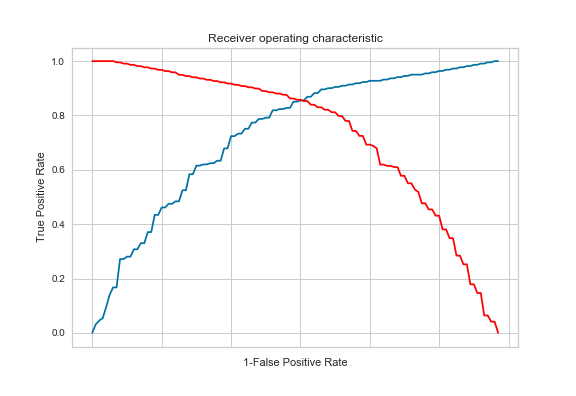 Receiver operating characteristic
1.0
0.8
0.6
0.4
0.2
0.0
True Positive Rate
1-False Positive Rate